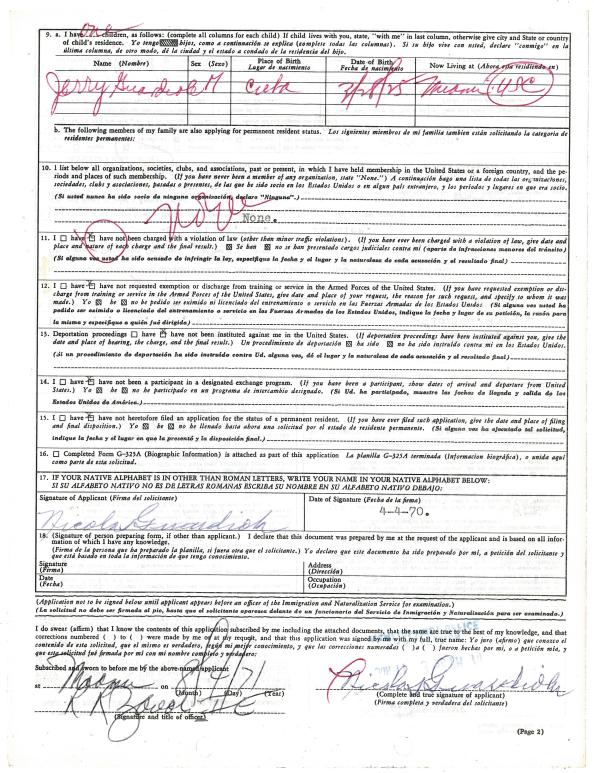 9. a. I have one children, as follows: (complete all columns for each child) If child lives with you, state, "with me" in last column, otherwise give city and State or
country of child's residence. Yo tengo hijos, como a continuación se explica (complete todas las columnas). Si su hijo vive con usted, declare "conmigo" en la
última columna, de otro modo, dé la ciudad y el estado o condado de la residencia del hijo.
Name (Nombre) Sex (Sexo) Place of Birth Date of Birth Now Living at (Ahora esta residiendo en)
Lugar de nacimiento Fecha de nacimiento
Jerry Guardiola M Cuba 7/28/25 Miami USC
b. The following members of my family are also applying for permanent resident status. Los siguientes miembros de mi familia tambien están solicitando la categoria de
residentes permanentes:
10. I list below all organizations, societies, clubs, and associations, past or present, in which I have held membership in the United States or a foreign country, and the pe-
riods and places of such membership. (If you have never been a member of any organization, state "None.") A continuación hago una lista de todas las organizaciones,
sociedades, clubs y asociaciones, pasadas o presentes, de las que he sido socio en los Estados Unidos o en algun pais extranjero, y los períodos y lugares en que era socio.
(Si usted nunca ha sido socio de ninguna organización, declare "Ninguna".)
None
None.
11. I have have not been charged with a violation of law (other than minor traffic violations). (If you have ever been charged with a violation of law, give date and
place and nature of each charge and the final result.) Se han no se han presentado cargos judiciales contra mi (aparte de infracciones menores del tránsito)
(Si alguna vez usted ha sido acusado de infringir la ley, especifique la fecha y el lugar y la naturaleza de cada acusación y el resultado final.)
12. I have have not requested exemption or discharge from training or service in the Armed Forces of the United States. (If you have requested exemption or dis-
charge from training or service in the Armed Forces of the United States, give date and place of your request, the reason for such request, and specify to whom it was
made.) Yo he no he pedido ser eximido o licenciado de entrenamiento o servicio en las Fuerzas Armadas de los Estados Unidos. (Si alguna vez usted ha
pedido ser eximido o licenciado del entrenamiento o servicio en las Fuerzas Armadas de los Estados Unidos, indique la fecha y lugar de su petición, la razón para
la misma y especifique a quién fué dirigida)
13. Deportation proceedings have have not been instituted against me in the United States. (If deportation proceedings have been instituted against you, give
the date and place of hearing, the charge, and the final result.) Un procedimiento de deportación ha sido no ha sido instruido contra mi en los Estados Unidos.
(Si un procedimiento de deportación ha sido instruido contra Ud. alguna vez, dé el lugar y la naturaleza de cada acusación y el resultado final)
14. I have have not been a participant in a designated exchange program. (If you have been a participant, show dates of arrival and departure from United
States.) Yo he no he participado en un programa de intercambio designado. (Si Ud. ha participado, muestre las fechas de llegada y salida de los
Estados Unidos de América.)
15. I have have not heretofore filed an application for the status of a permanent resident. (If you have ever filed such application, give the date and place of filing
and final disposition.) Yo he no he llenado hasta ahora una solicitud por el estado de residente permanente. (Si alguna vez ha ejecutado tal solicitud,
indique la fecha y el lugar en que la presentó y la disposición final.)
16. Completed Form G-325A (Biographic Information) is attached as part of this application La planilla G-325A terminada (Informacion biográfica), o unida aquí
como parte de esta solicitud.
17. IF YOUR NATIVE ALPHABET IS IN OTHER THAN ROMAN LETTERS, WRITE YOUR NAME IN YOUR NATIVE ALPHABET BELOW:
SI SU ALFABETO NATIVO NO ES DE LETRAS ROMANAS ESCRIBA SU NOMBRE EN SU ALFABETO NATIVO DEBAJO:
Signature of Applicant (Firma del solicitante) Date of Signature (Fecha de la firma)
Nicolas Guardiola 4-4-70.
18. (Signature of person preparing form, if other than applicant.) I declare that this document was prepared by me at the request of the applicant and is based on all infor-
mation of which I have any knowledge.
(Firma de la persona que ha preparado la planilla, si fuera otra que el solicitante.) Yo declaro que este documento ha sido preparado por mi, a petición del solicitante y
que está basado en toda la información de que tengo conocimiento.
Signature Address
(Firma) (Dirección)
Date Occupation
(Fecha) (Ocupación)
(Application not to be signed below until applicant appears before an officer of the Immigration and Naturalization Service for examination.)
(La solicitud no debe ser firmada al pie, hasta que el solicitante aparezca delante de un funcionario del Servicio de Inmigración y Naturalización para ser examinado.)
I do swear (affirm) that I know the contents of this application subscribed by me including the attached documents, that the same are true to the best of my knowledge, and that
corrections numbered ( ) to ( ) were made by me or at my request, and that this application was signed by me with my full, true name: Yo juro (afirmo) que conozco el
contenido de esta solicitud, que el mismo es verdadero, según mi mejor conocimiento, y que las correcciones numeradas ( ) a ( ) fueron hechas por mi, o a petición mia, y
que esta solicitud fué firmada por mi con mi nombre completo y verdadero:
Subscribed and sworn to before me by the above-named applicant
at Miami on 8/4/71
(Month) (Day) (Year)
Nicolas Guardiola
(Complete and true signature of applicant)
(Firma completa y verdadera del solicitante)
(Signature and title of officer)
(Page 2)